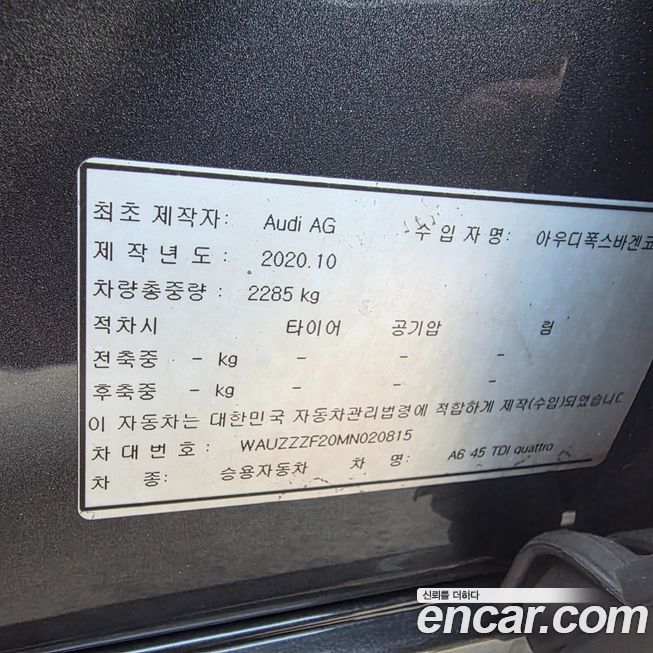 최초 제작자: Audi AG 수 입 자 명: 아우디폭스바겐코
제 작 년 도 : 2020.10
차량총중량 : 2285 kg
적차시 타이어 공기압 림
전축중 - kg - - -
후축중 - kg - - -
이 자동차는 대한민국 자동차관리법령에 적합하게 제작(수입)되었습니다
차 대 번 호 : WAUZZZF20MN020815
차 종: 승용자동차 차 명: A6 45 TDI quattro
신뢰를 더하다
encar.com